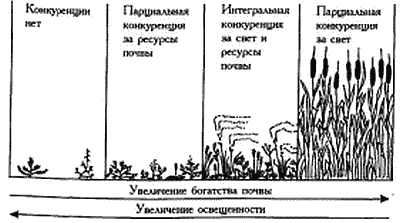 Конкуренции
нет
Парциальная
конкуренция
за ресурсы
почвы
Интегральная
конкуренция
за свет и
ресурсы
почвы
Парциальная
конкуренция
за свет
Увеличение богатства почвы
Увеличение освещенности